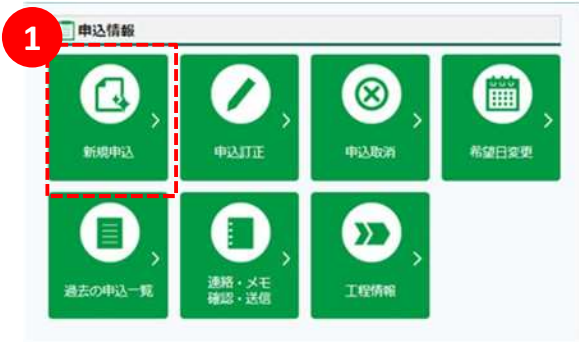 1
申込情報
新規申込
申込訂正
申込取消
希望日変更
過去の申込一覧
連絡・メモ
確認・送信
工程情報